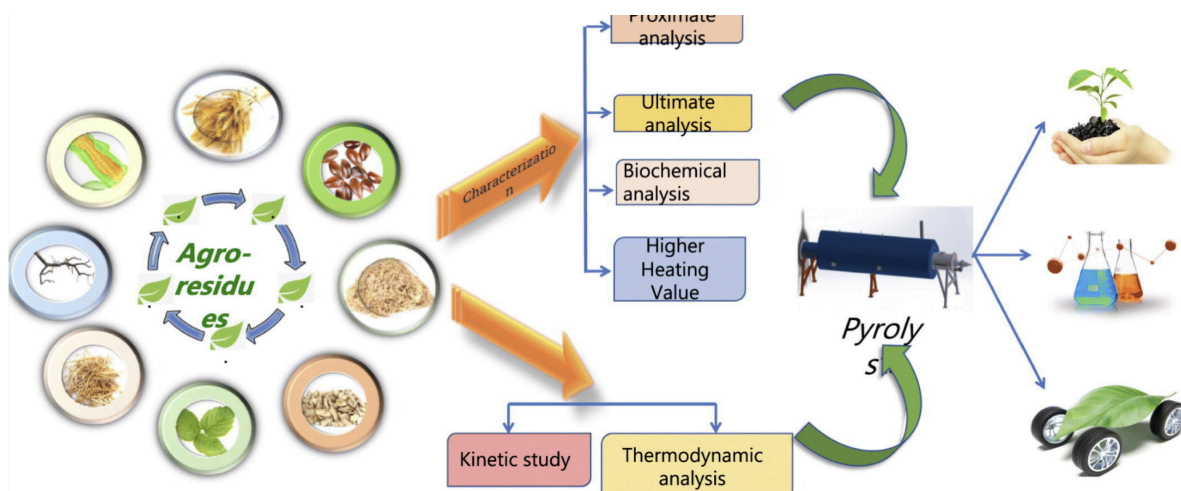 Proximate
analysis
Ultimate
analysis
Biochemical
analysis
Higher
Heating
Value
Characterizatio
n
Agro-
residu
es
Pyroly
s
Kinetic study
Thermodynamic
analysis